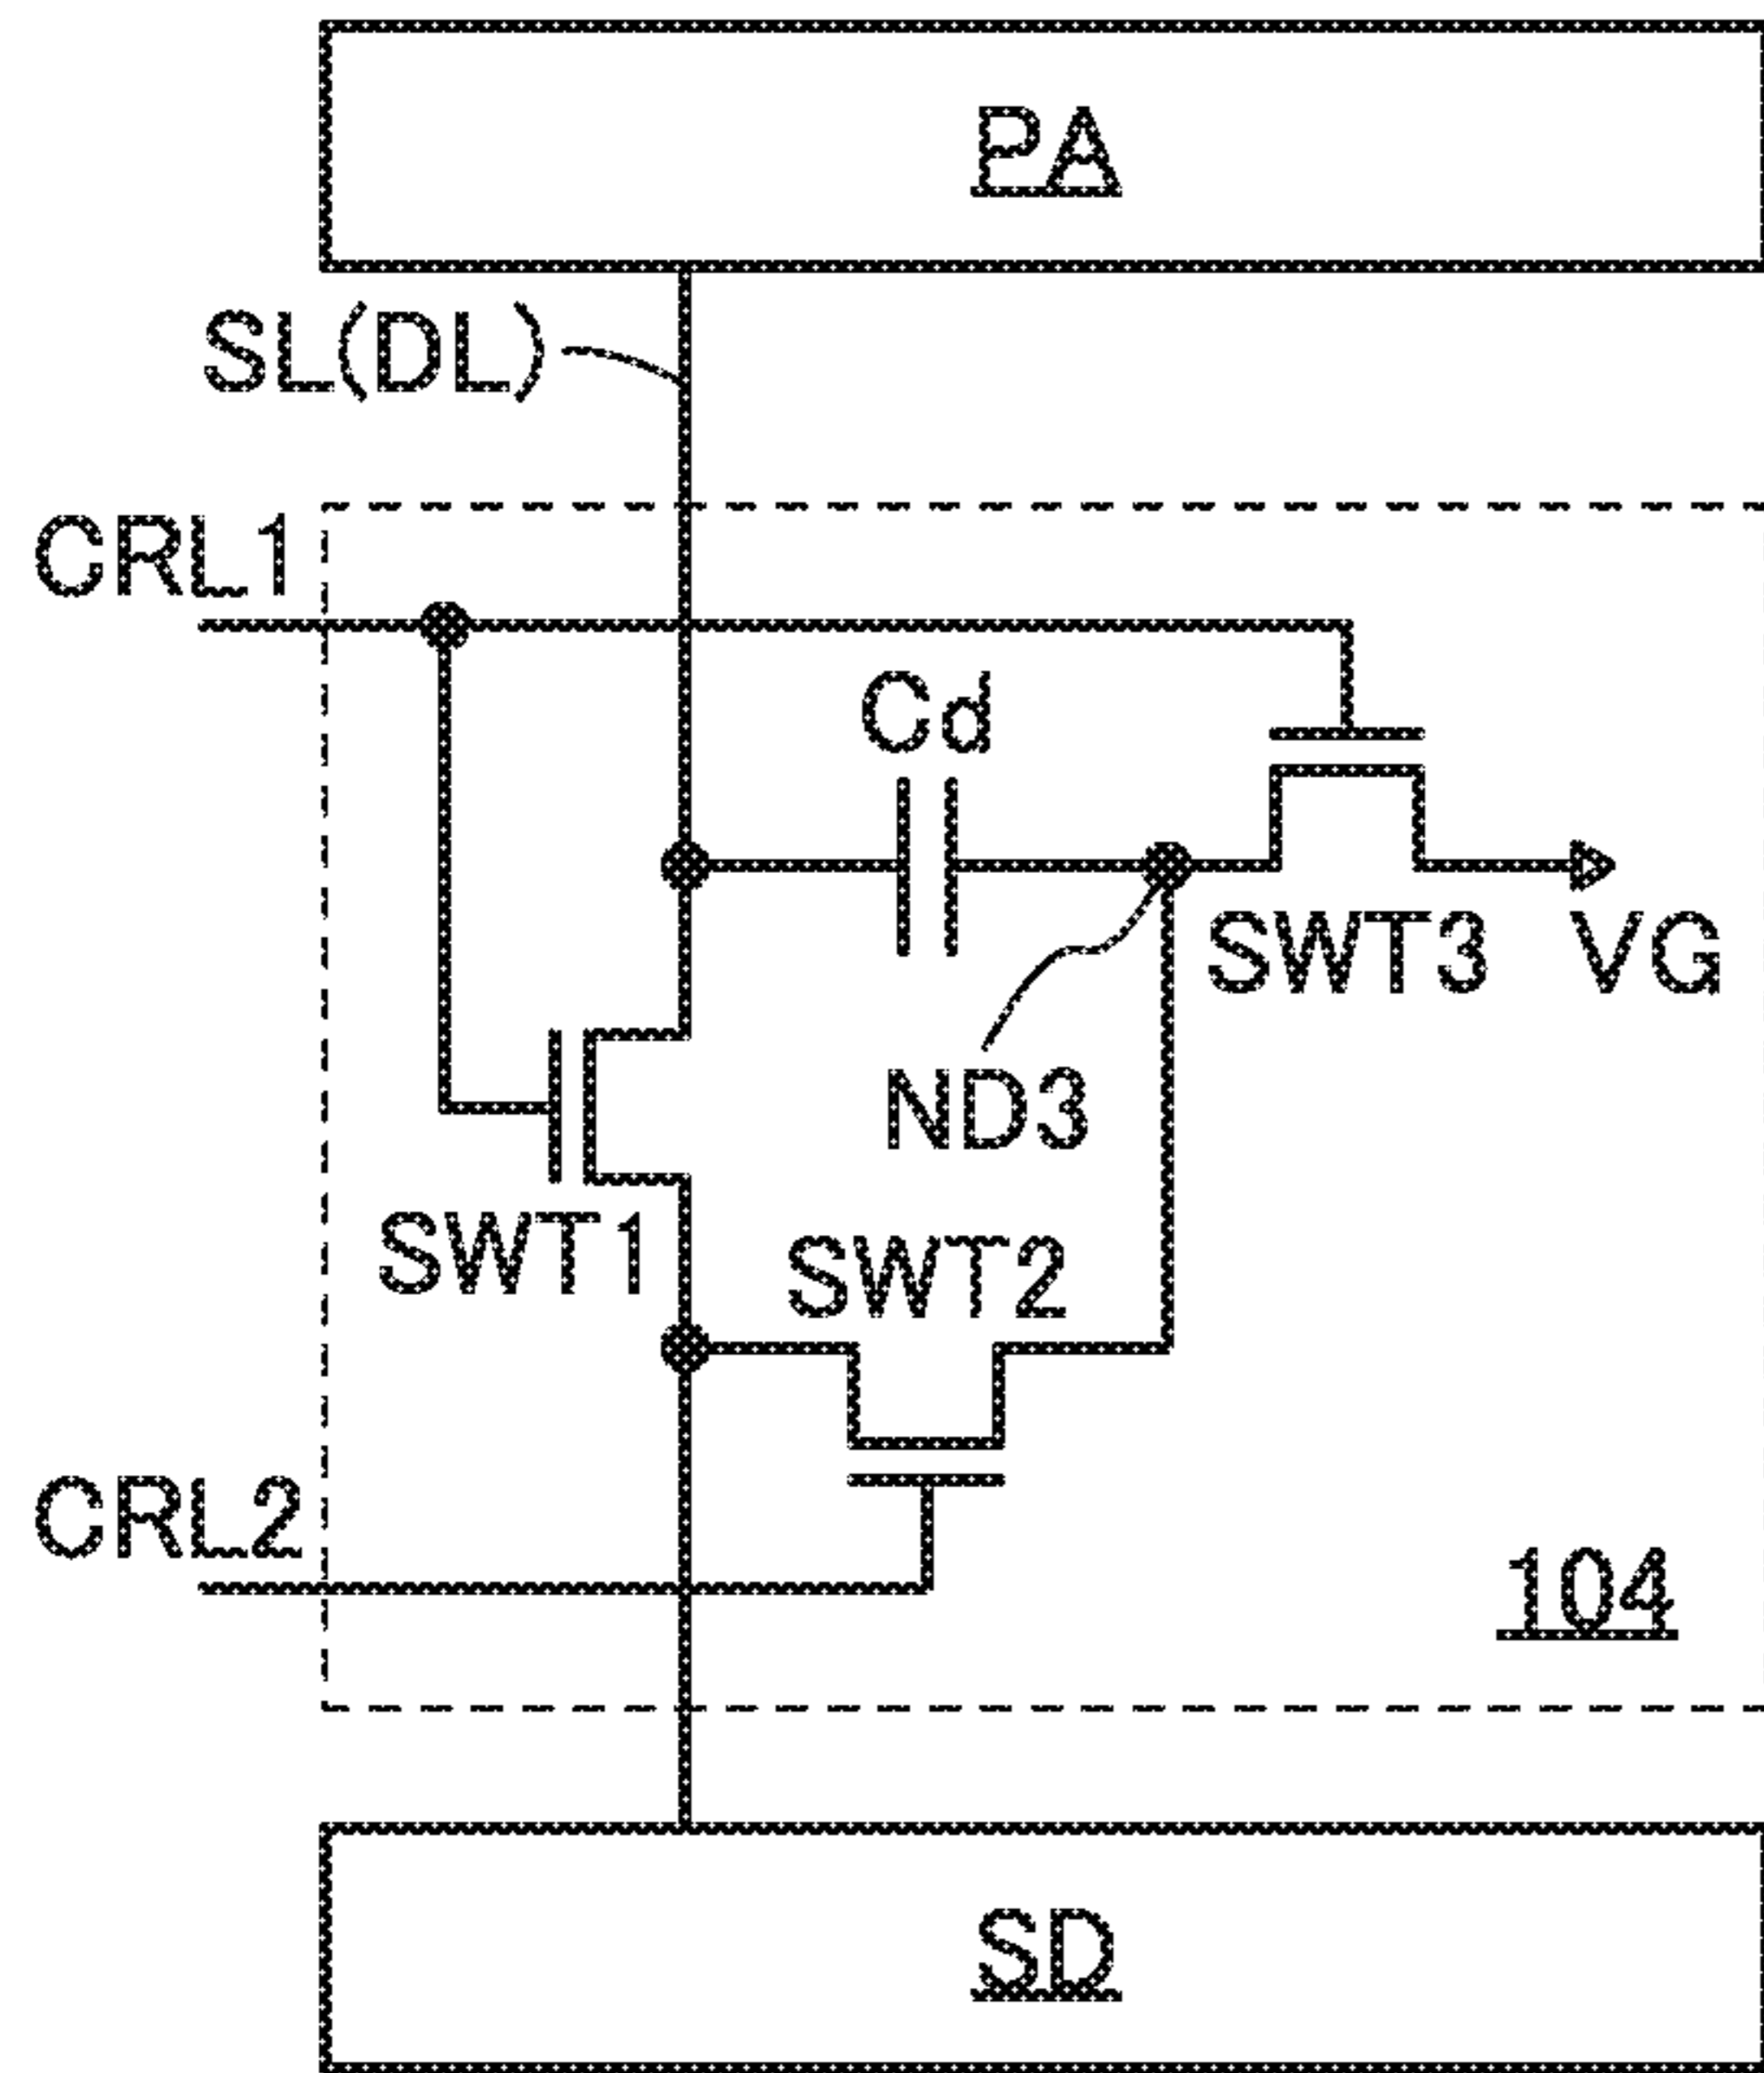 PA
SL(DL)
CRL1
Cd
SWT3 VG
ND3
SWT1
SWT2
CRL2
104
SD